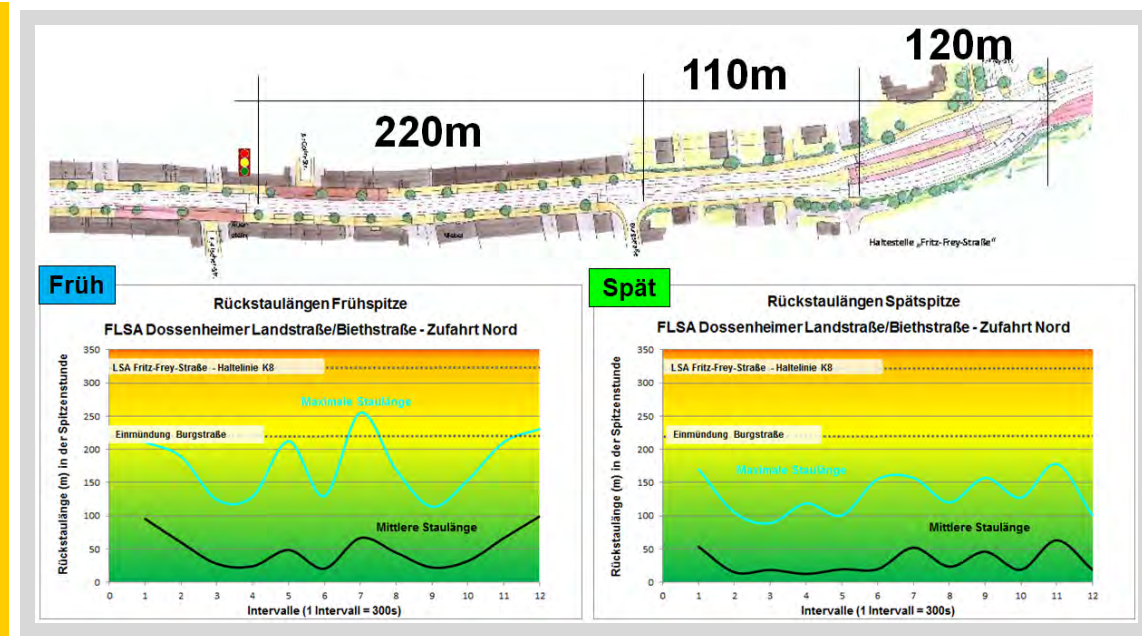 120m
110m
220m
Burgstraße
Haltestelle „Fritz-Frey-Straße“
Früh
Rückstaulängen Frühspitze
FLSA Dossenheimer Landstraße/Biethstraße - Zufahrt Nord
Rückstaulänge (m) in der Spitzenstunde
350
300
250
200
150
100
50
0
LSA Fritz-Frey-Straße - Haltelinie K8
Maximale Staulänge
Einmündung Burgstraße
Mittlere Staulänge
0 1 2 3 4 5 6 7 8 9 10 11 12
Intervalle (1 Intervall = 300s)
Spät
Rückstaulängen Spätspitze
FLSA Dossenheimer Landstraße/Biethstraße - Zufahrt Nord
Rückstaulänge (m) in der Spitzenstunde
350
300
250
200
150
100
50
0
LSA Fritz-Frey-Straße - Haltelinie K8
Einmündung Burgstraße
Maximale Staulänge
Mittlere Staulänge
0 1 2 3 4 5 6 7 8 9 10 11 12
Intervalle (1 Intervall = 300s)